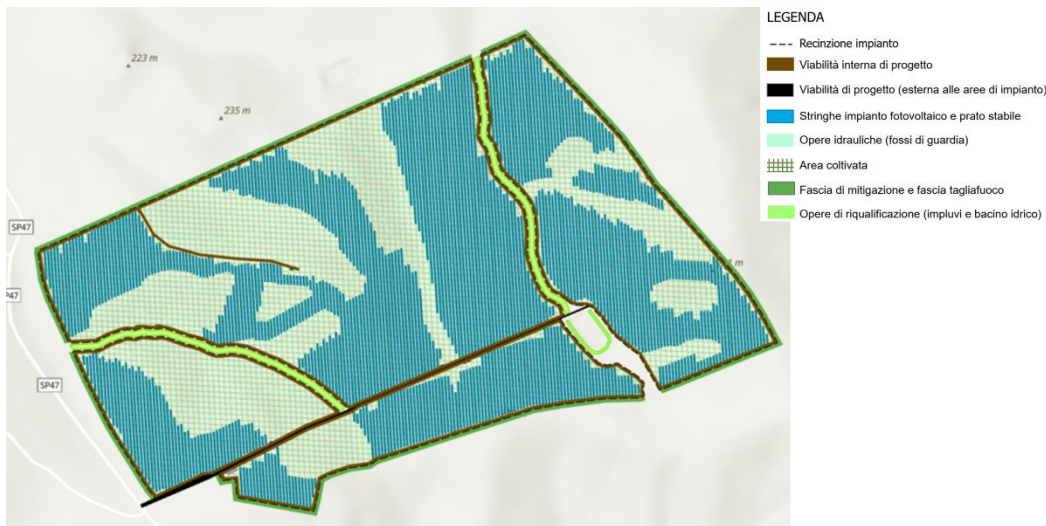 LEGENDA
Recinzione impianto
Viabilità interna di progetto
Viabilità di progetto (esterna alle aree di impianto)
Stringhe impianto fotovoltaico e prato stabile
Opere idrauliche (fossi di guardia)
Area coltivata
Fascia di mitigazione e fascia tagliafuoco
Opere di riqualificazione (impluvi e bacino idrico)
223 m
235 m
SP47
m
P47
SP47